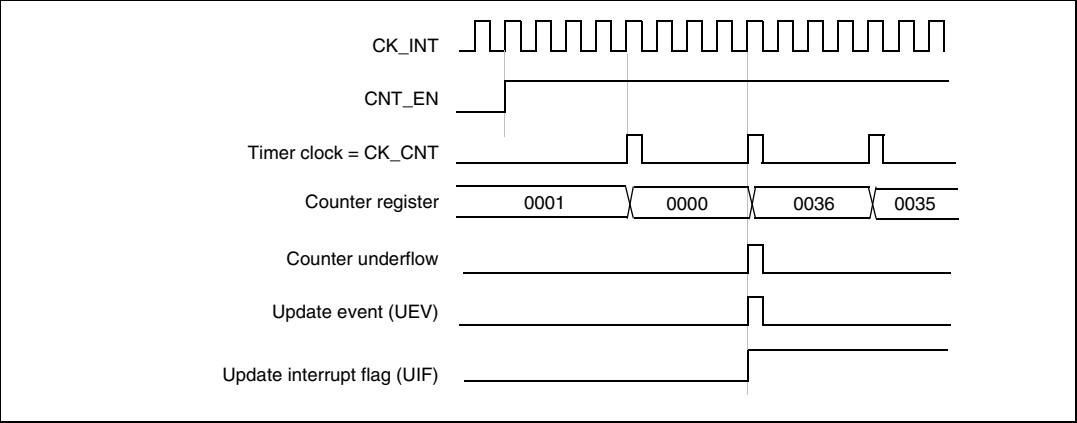 CK_INT
CNT_EN
Timer clock = CK_CNT
Counter register 0001 0000 0036 0035
Counter underflow
Update event (UEV)
Update interrupt flag (UIF)